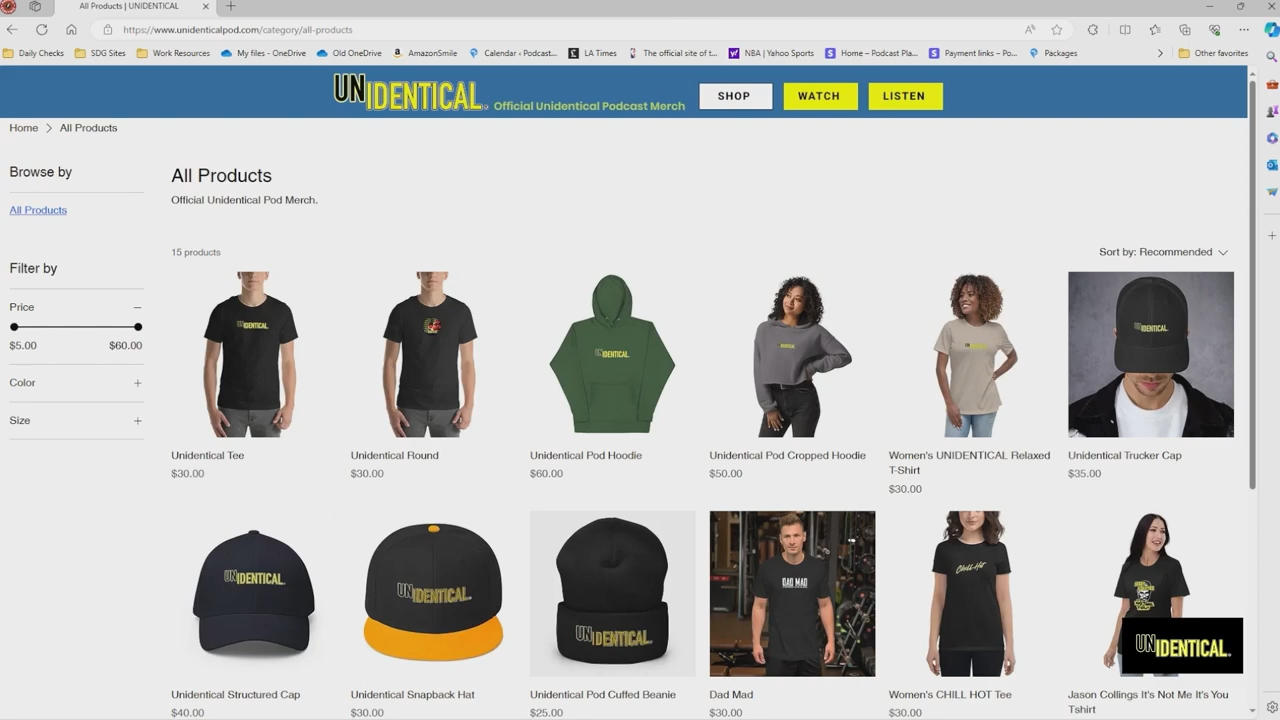 All Products | UNIDENTICAL
https://www.unidenticalpod.com/category/all-products
Daily Checks
SDG Sites
Work Resources
My files - OneDrive
Old OneDrive
AmazonSmile
Calendar ‹ Podcast...
LA Times
The official site of t...
NBA | Yahoo Sports
Home – Podcast Pla...
Payment links – Po...
Packages
Other favorites
UNIDENTICAL.
Official Unidentical Podcast Merch
SHOP
WATCH
LISTEN
Home > All Products
Browse by
All Products
Filter by
Price
$5.00 $60.00
Color
Size
All Products
Official Unidentical Pod Merch.
15 products
Sort by: Recommended
UNIDENTICAL.
UNIDENTICAL.
Unidentical Tee
$30.00
Unidentical Round
$30.00
Unidentical Pod Hoodie
$60.00
Unidentical Pod Cropped Hoodie
$50.00
Women's UNIDENTICAL Relaxed
T-Shirt
$30.00
UNIDENTICAL.
Unidentical Trucker Cap
$35.00
UNIDENTICAL.
Unidentical Structured Cap
$40.00
UNIDENTICAL.
Unidentical Snapback Hat
$30.00
UNIDENTICAL.
Unidentical Pod Cuffed Beanie
$25.00
DAD MAD
Dad Mad
$30.00
Chill Hot
Women's CHILL HOT Tee
$30.00
UNIDENTICAL.
Jason Collings It's Not Me It's You
Tshirt